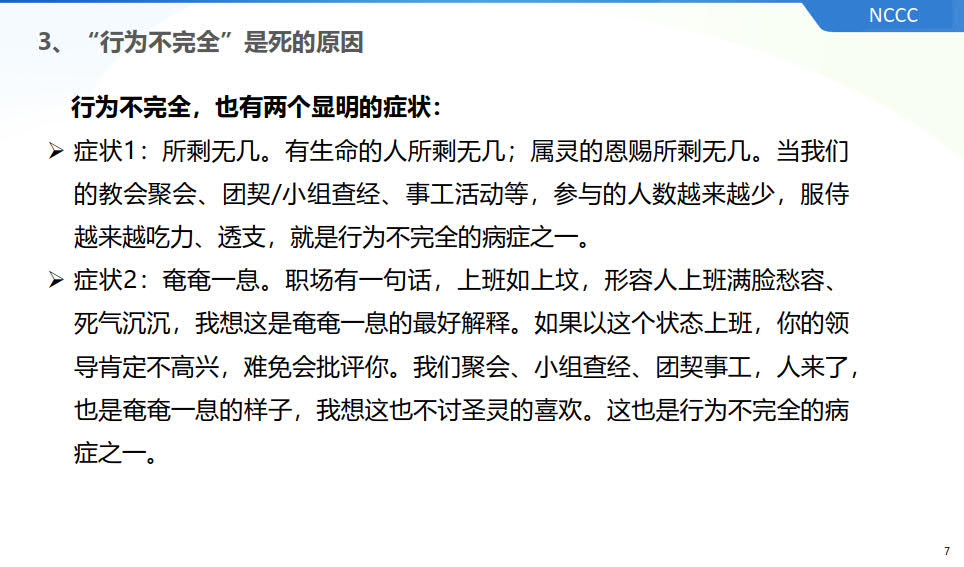 NCCC
3、“行为不完全”是死的原因
行为不完全，也有两个显明的症状：
➢ 症状1：所剩无几。有生命的人所剩无几；属灵的恩赐所剩无几。当我们
的教会聚会、团契/小组查经、事工活动等，参与的人数越来越少，服侍
越来越吃力、透支，就是行为不完全的病症之一。
➢ 症状2：奄奄一息。职场有一句话，上班如上坟，形容人上班满脸愁容、
死气沉沉，我想这是奄奄一息的最好解释。如果以这个状态上班，你的领
导肯定不高兴，难免会批评你。我们聚会、小组查经、团契事工，人来了，
也是奄奄一息的样子，我想这也不讨圣灵的喜欢。这也是行为不完全的病
症之一。
7